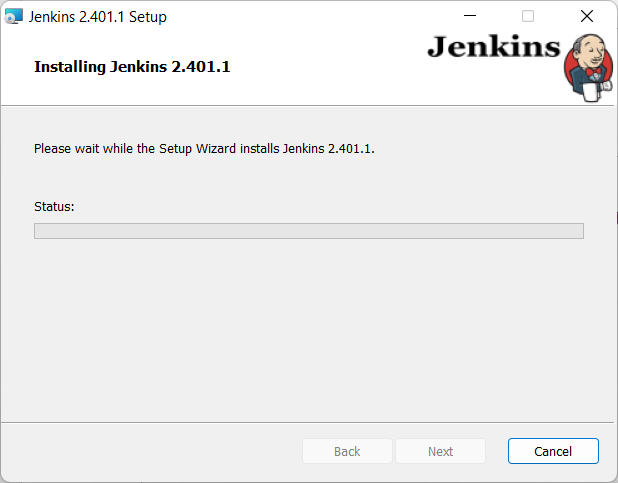 Jenkins 2.401.1 Setup
Jenkins
Installing Jenkins 2.401.1
Please wait while the Setup Wizard installs Jenkins 2.401.1.
Status:
Back
Next
Cancel